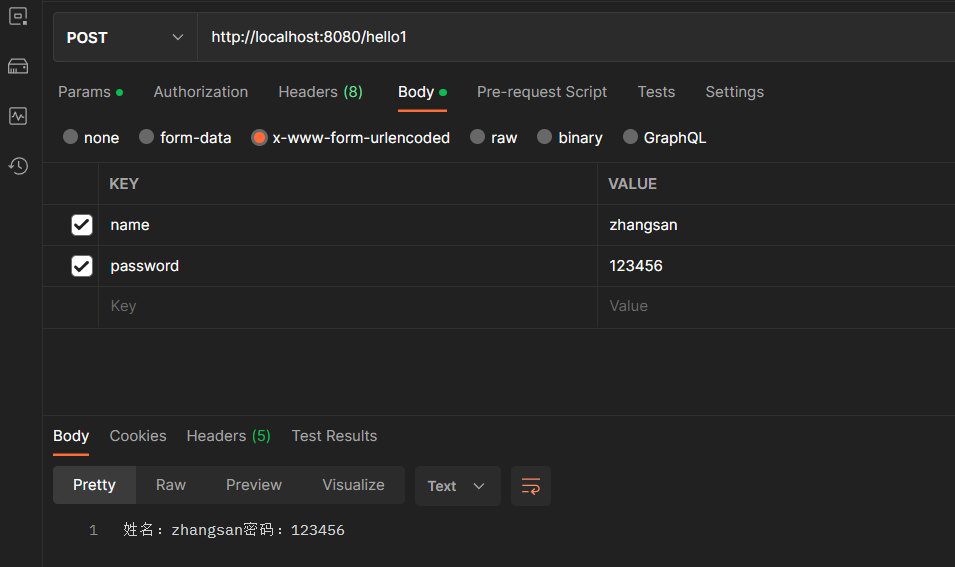 POST http://localhost:8080/hello1
Params Authorization Headers (8) Body Pre-request Script Tests Settings
none form-data x-www-form-urlencoded raw binary GraphQL
KEY VALUE
name zhangsan
password 123456
Key Value
Body Cookies Headers (5) Test Results
Pretty Raw Preview Visualize Text
1 姓名：zhangsan密码：123456